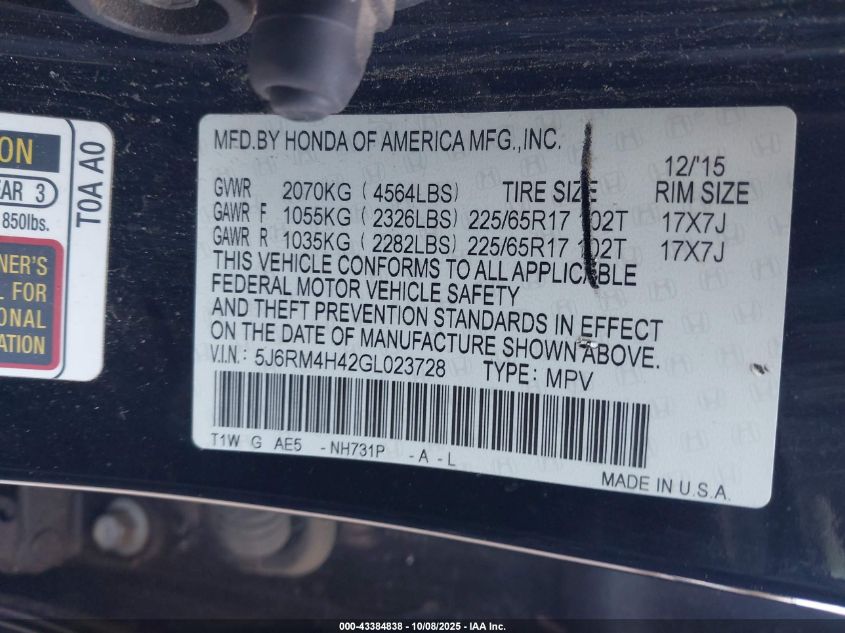 ON
EAR 3
850lbs.
T0A A0
NER'S
L FOR
ONAL
ATION
MFD.BY HONDA OF AMERICA MFG.,INC.
12/'15
GVWR 2070KG (4564LBS) TIRE SIZE RIM SIZE
GAWR F 1055KG (2326LBS) 225/65R17 102T 17X7J
GAWR R 1035KG (2282LBS) 225/65R17 102T 17X7J
THIS VEHICLE CONFORMS TO ALL APPLICABLE
FEDERAL MOTOR VEHICLE SAFETY
AND THEFT PREVENTION STANDARDS IN EFFECT
ON THE DATE OF MANUFACTURE SHOWN ABOVE.
V.I.N.: 5J6RM4H42GL023728 TYPE: MPV
T1W G AE5 - NH731P - A - L
MADE IN U.S.A.
000-43384838 - 10/08/2025 - IAA Inc.